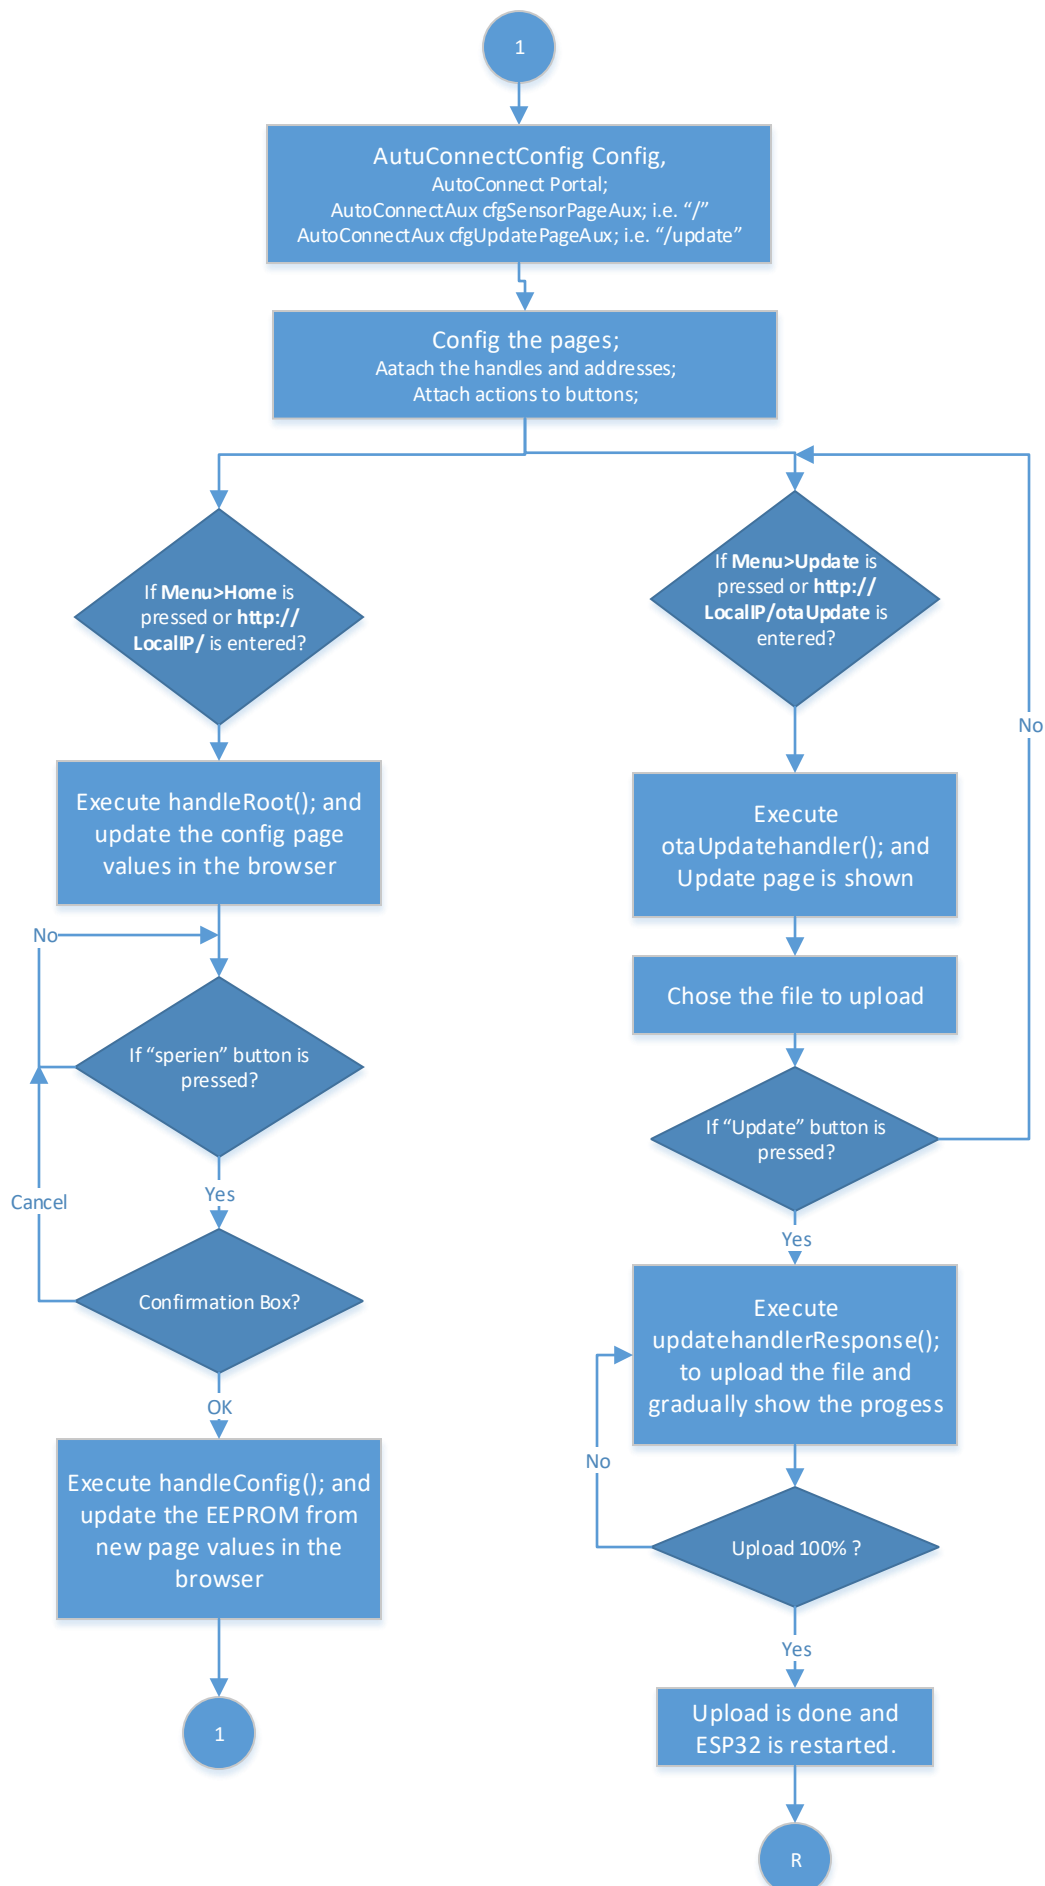 1
AutuConnectConfig Config,
AutoConnect Portal;
AutoConnectAux cfgSensorPageAux; i.e. “/”
AutoConnectAux cfgUpdatePageAux; i.e. “/update”
Config the pages;
Aatach the handles and addresses;
Attach actions to buttons;
If Menu>Home is
pressed or http://
LocalIP/ is entered?
Execute handleRoot(); and
update the config page
values in the browser
No
If “sperien” button is
pressed?
Cancel
Yes
Confirmation Box?
OK
Execute handleConfig(); and
update the EEPROM from
new page values in the
browser
1
If Menu>Update is
pressed or http://
LocalIP/otaUpdate is
entered?
No
Execute
otaUpdatehandler(); and
Update page is shown
Chose the file to upload
If “Update” button is
pressed?
Yes
Execute
updatehandlerResponse();
to upload the file and
gradually show the progess
No
Upload 100% ?
Yes
Upload is done and
ESP32 is restarted.
R